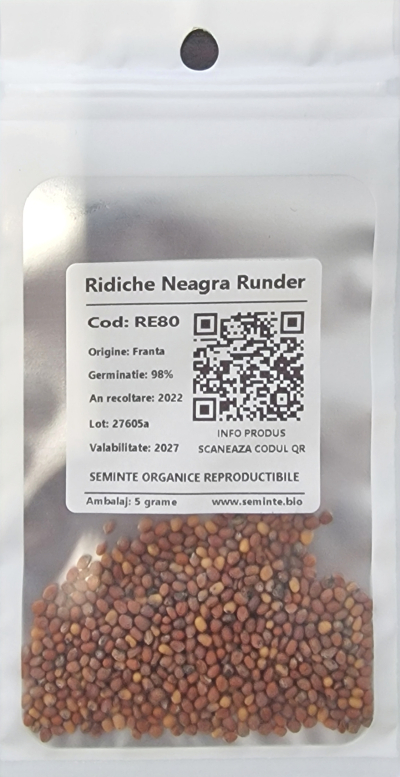 Ridiche Neagra Runder
Cod: RE80
Origine: Franta
Germinatie: 98%
An recoltare: 2022
Lot: 27605a
Valabilitate: 2027
INFO PRODUS
SCANEAZA CODUL QR
SEMINTE ORGANICE REPRODUCTIBILE
Ambalaj: 5 grame www.seminte.bio